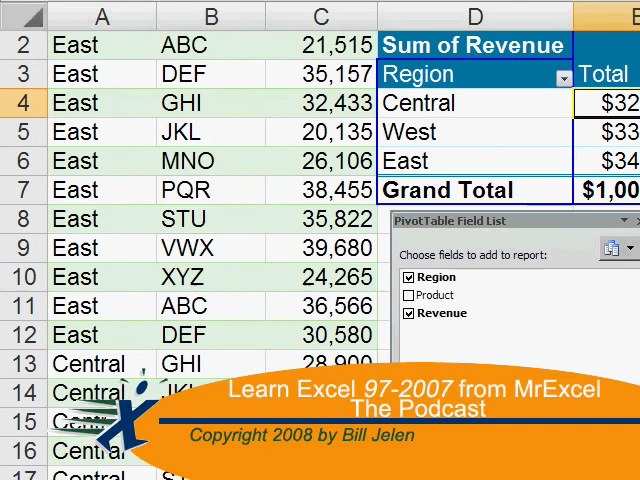 A B C D E
2 East ABC 21,515 Sum of Revenue
3 East DEF 35,157 Region Total
4 East GHI 32,433 Central $32
5 East JKL 20,135 West $33
6 East MNO 26,106 East $34
7 East PQR 38,455 Grand Total $1,00
8 East STU 35,822
PivotTable Field List
9 East VWX 39,680
Choose fields to add to report:
10 East XYZ 24,265
Region
Product
11 East ABC 36,566
Revenue
12 East DEF 30,580
13 Central GHI 28,900
14 Central JKL
15 Central
16 Central
17 Central
Learn Excel 97-2007 from MrExcel
The Podcast
Copyright 2008 by Bill Jelen